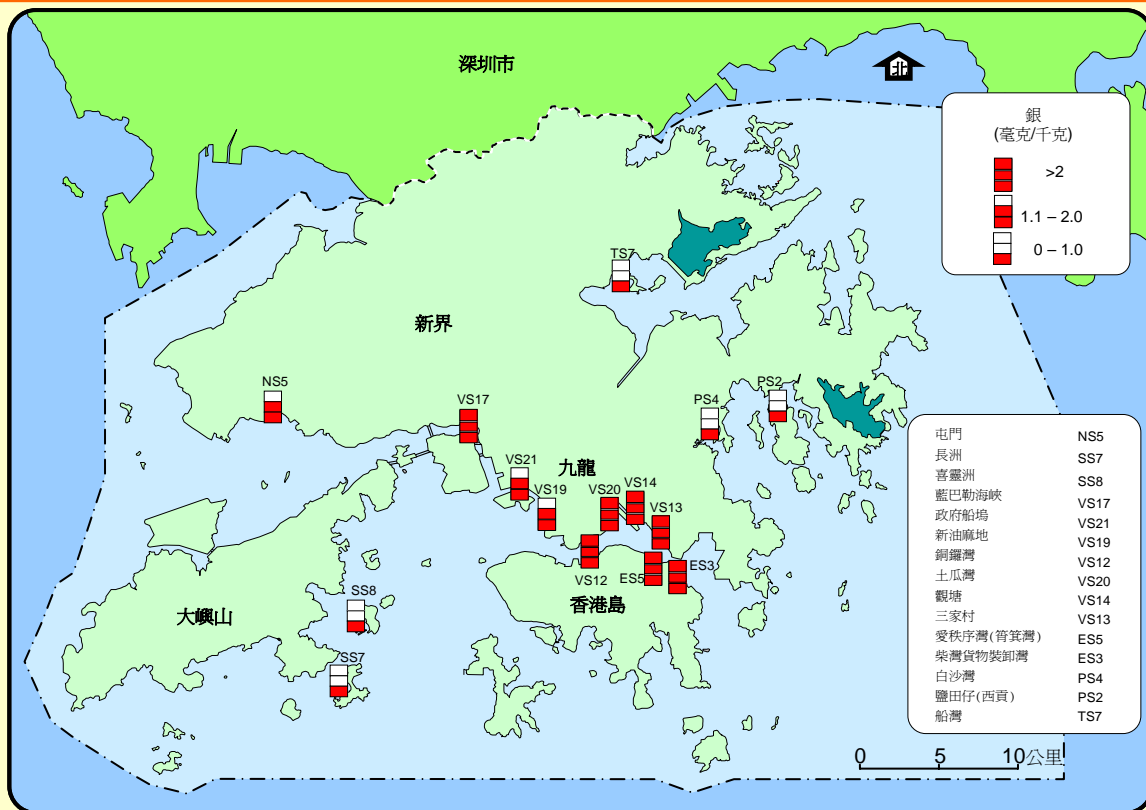 深圳市
北
銀
(毫克/千克)
>2
1.1 – 2.0
0 – 1.0
TS7
新界
NS5
VS17
PS4
PS2
VS21
九龍
VS19
VS20
VS14
VS13
VS12
ES5
ES3
香港島
大嶼山
SS8
SS7
屯門 NS5
長洲 SS7
喜靈洲 SS8
藍巴勒海峽 VS17
政府船塢 VS21
新油麻地 VS19
銅鑼灣 VS12
土瓜灣 VS20
觀塘 VS14
三家村 VS13
愛秩序灣(筲箕灣) ES5
柴灣貨物裝卸灣 ES3
白沙灣 PS4
鹽田仔(西貢) PS2
船灣 TS7
0 5 10公里